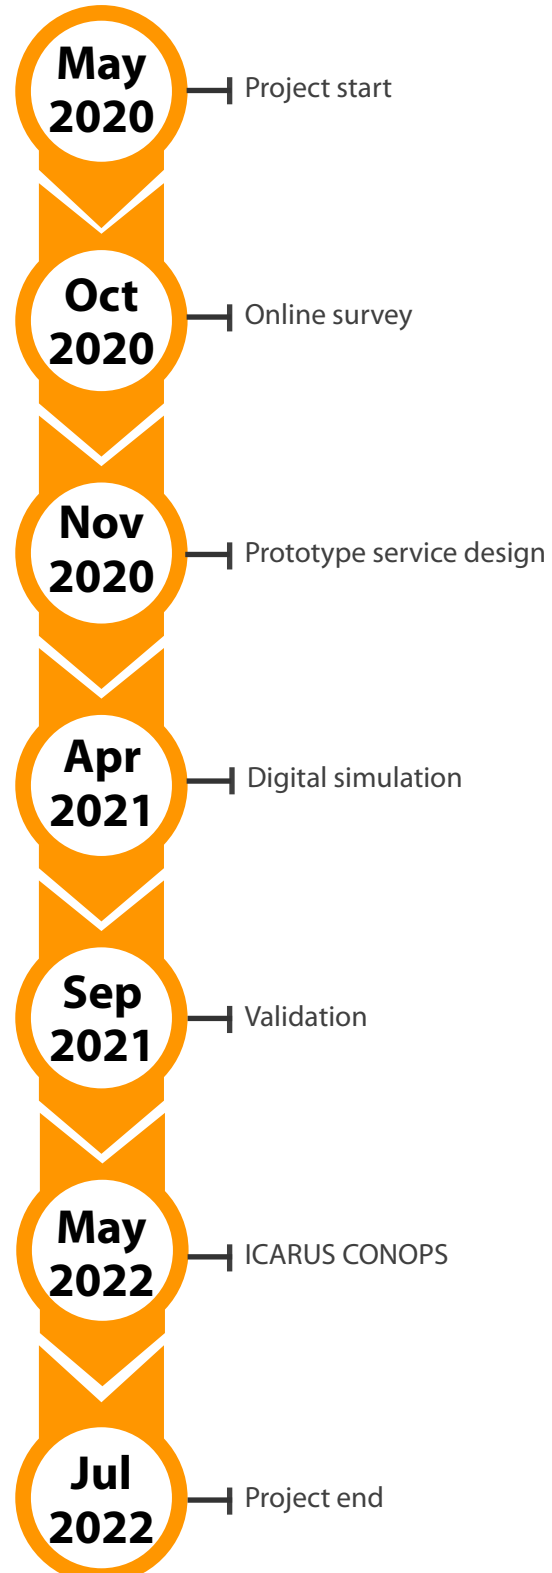 May
2020
Project start
Oct
2020
Online survey
Nov
2020
Prototype service design
Apr
2021
Digital simulation
Sep
2021
Validation
May
2022
ICARUS CONOPS
Jul
2022
Project end